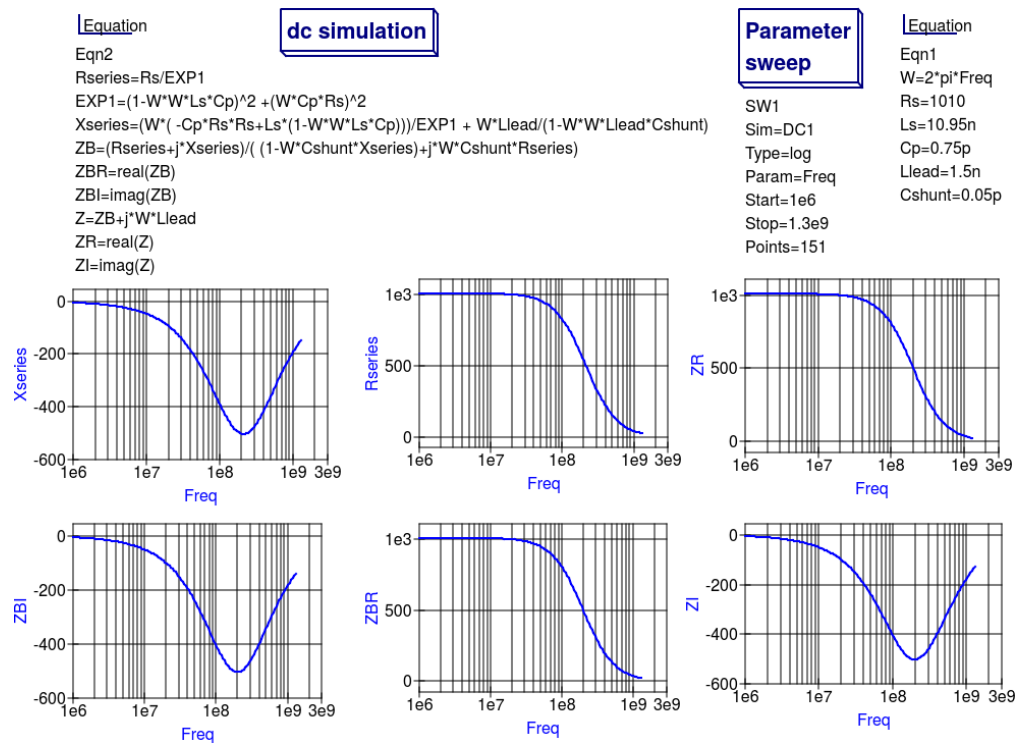 Equation
Eqn2
Rseries=Rs/EXP1
EXP1=(1-W*W*Ls*Cp)^2 +(W*Cp*Rs)^2
Xseries=(W*( -Cp*Rs*Rs+Ls*(1-W*W*Ls*Cp)))/EXP1 + W*Llead/(1-W*W*Llead*Cshunt)
ZB=(Rseries+j*Xseries)/( (1-W*Cshunt*Xseries)+j*W*Cshunt*Rseries)
ZBR=real(ZB)
ZBI=imag(ZB)
Z=ZB+j*W*Llead
ZR=real(Z)
ZI=imag(Z)
dc simulation
Parameter
sweep
SW1
Sim=DC1
Type=log
Param=Freq
Start=1e6
Stop=1.3e9
Points=151
Equation
Eqn1
W=2*pi*Freq
Rs=1010
Ls=10.95n
Cp=0.75p
Llead=1.5n
Cshunt=0.05p
Xseries
0
-200
-400
-600
1e6 1e7 1e8 1e9 3e9
Freq
Rseries
1e3
500
0
1e6 1e7 1e8 1e9 3e9
Freq
ZR
1e3
500
0
1e6 1e7 1e8 1e9 3e9
Freq
ZBI
0
-200
-400
-600
1e6 1e7 1e8 1e9 3e9
Freq
ZBR
1e3
500
0
1e6 1e7 1e8 1e9 3e9
Freq
ZI
0
-200
-400
-600
1e6 1e7 1e8 1e9 3e9
Freq